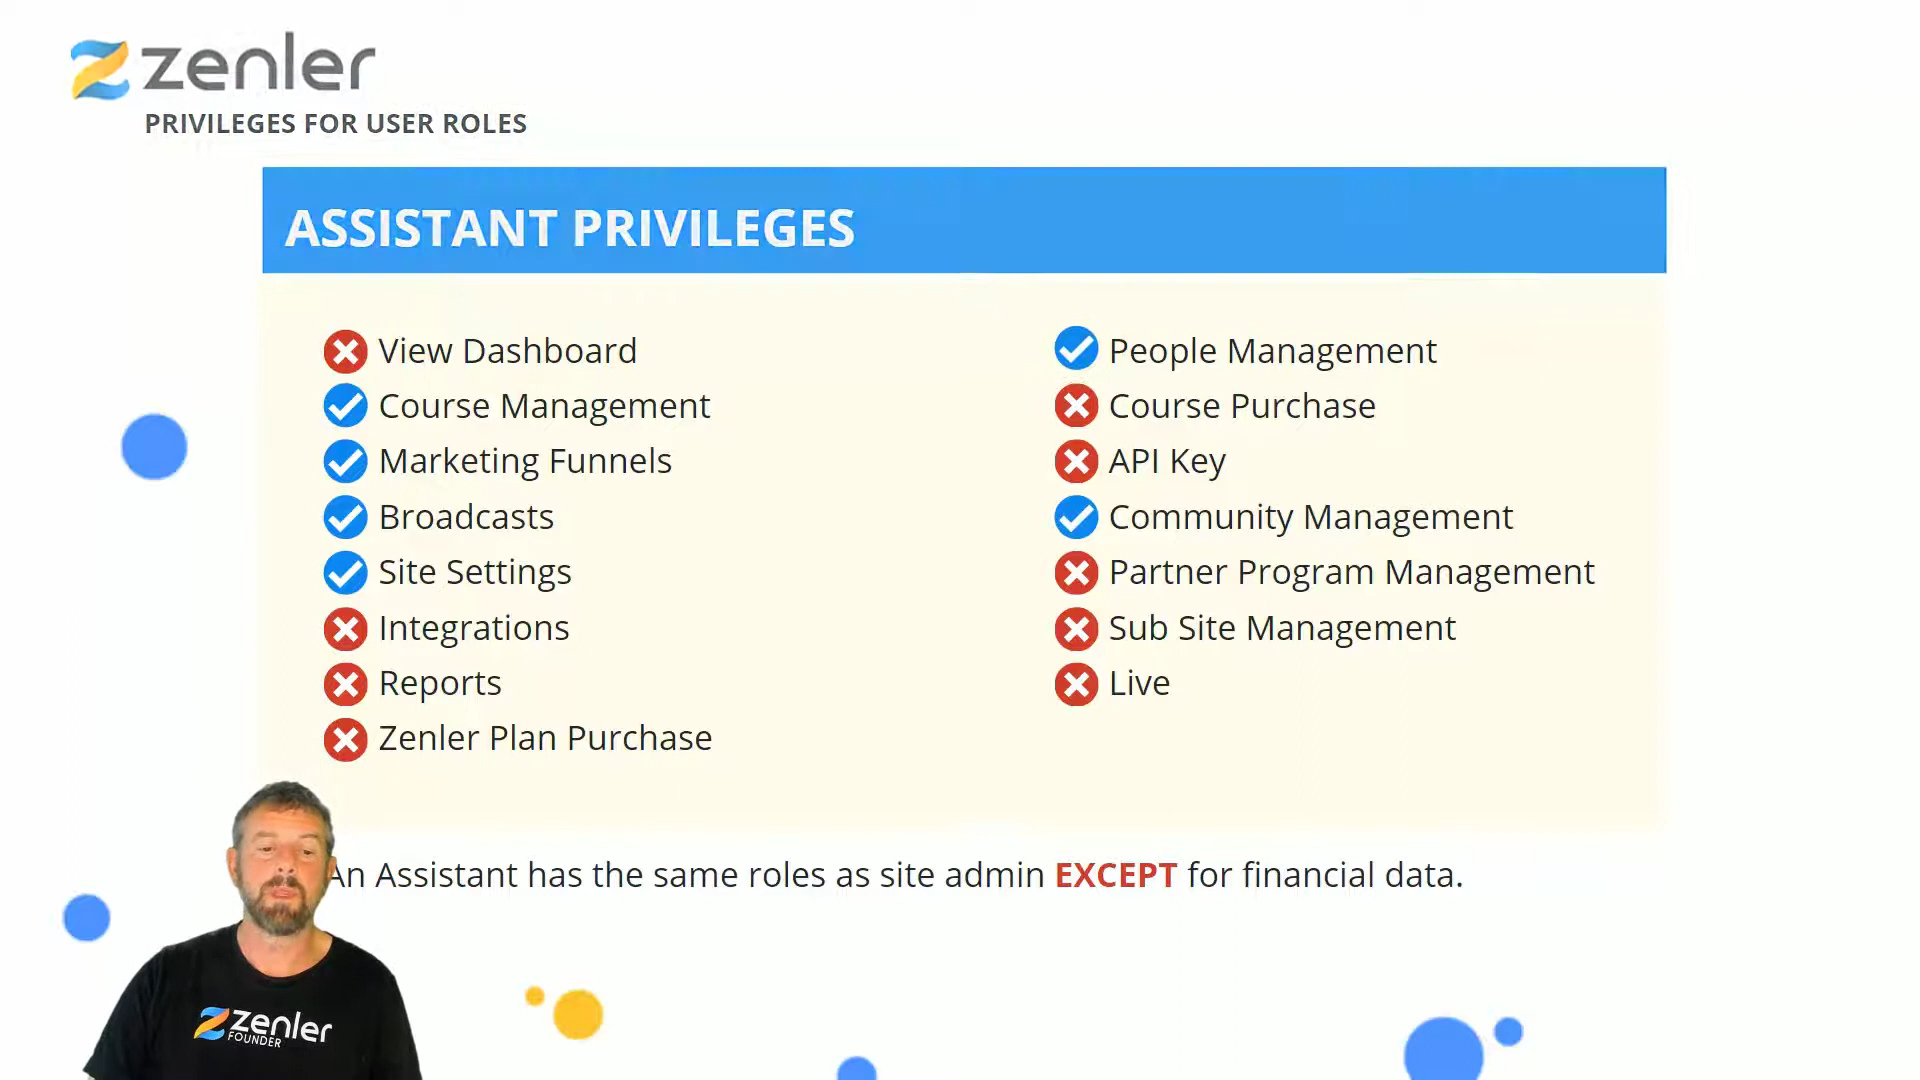 zenler
PRIVILEGES FOR USER ROLES
ASSISTANT PRIVILEGES
View Dashboard
Course Management
Marketing Funnels
Broadcasts
Site Settings
Integrations
Reports
Zenler Plan Purchase
People Management
Course Purchase
API Key
Community Management
Partner Program Management
Sub Site Management
Live
An Assistant has the same roles as site admin EXCEPT for financial data.
zenler
FOUNDER